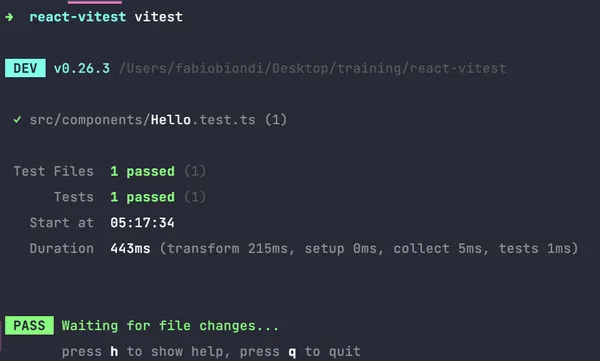 ➜ react-vitest vitest
DEV v0.26.3 /Users/fabiobiondi/Desktop/training/react-vitest
✓ src/components/Hello.test.ts (1)
Test Files 1 passed (1)
Tests 1 passed (1)
Start at 05:17:34
Duration 443ms (transform 215ms, setup 0ms, collect 5ms, tests 1ms)
PASS Waiting for file changes...
press h to show help, press q to quit